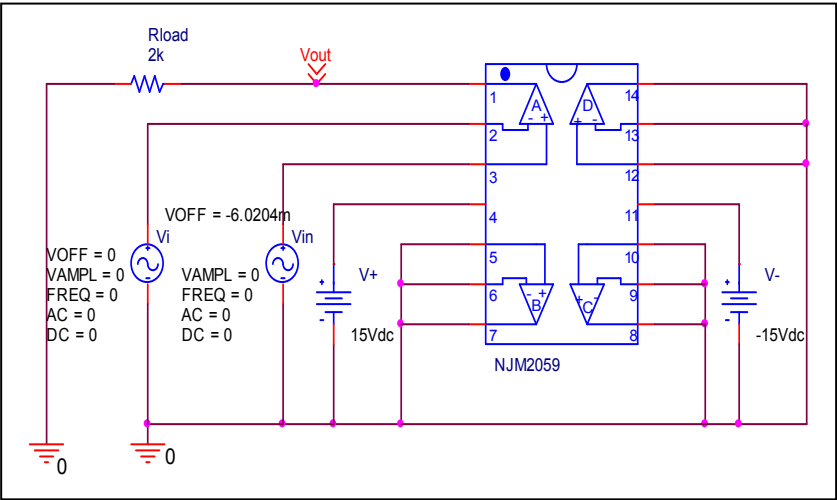 Rload
2k
Vout
1
14
A
D
- +
+ -
2
13
3
12
VOFF = -6.0204m
4
11
Vi
Vin
VOFF = 0
VAMPL = 0
FREQ = 0
AC = 0
DC = 0
VAMPL = 0
FREQ = 0
AC = 0
DC = 0
+
-
+
-
V+
+
-
15Vdc
5
10
6
9
- +
+ -
B
C
7
8
V-
+
-
-15Vdc
NJM2059
0
0